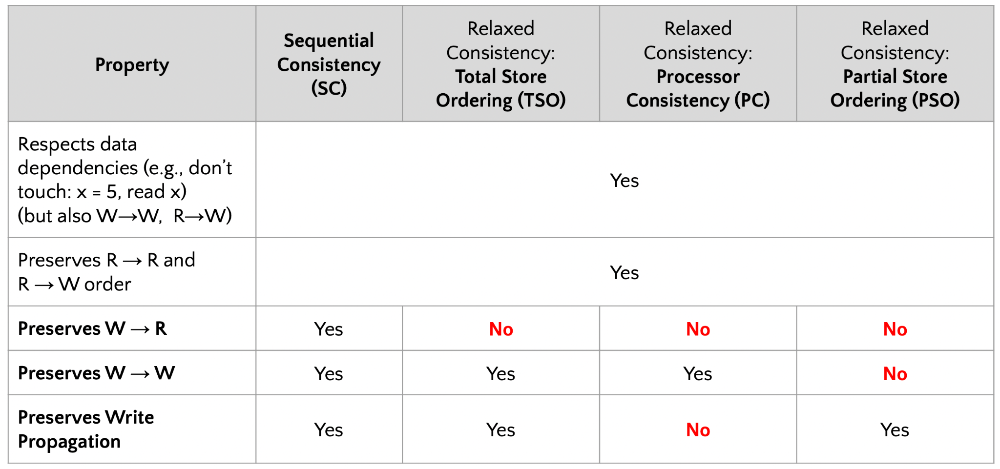 Property
Sequential
Consistency
(SC)
Relaxed
Consistency:
Total Store
Ordering (TSO)
Relaxed
Consistency:
Processor
Consistency (PC)
Relaxed
Consistency:
Partial Store
Ordering (PSO)
Respects data
dependencies (e.g., don’t
touch: x = 5, read x)
(but also W→W,  R→W)
Yes
Preserves R → R and
R → W order
Yes
Preserves W → R
Yes
No
No
No
Preserves W → W
Yes
Yes
Yes
No
Preserves Write
Propagation
Yes
Yes
No
Yes